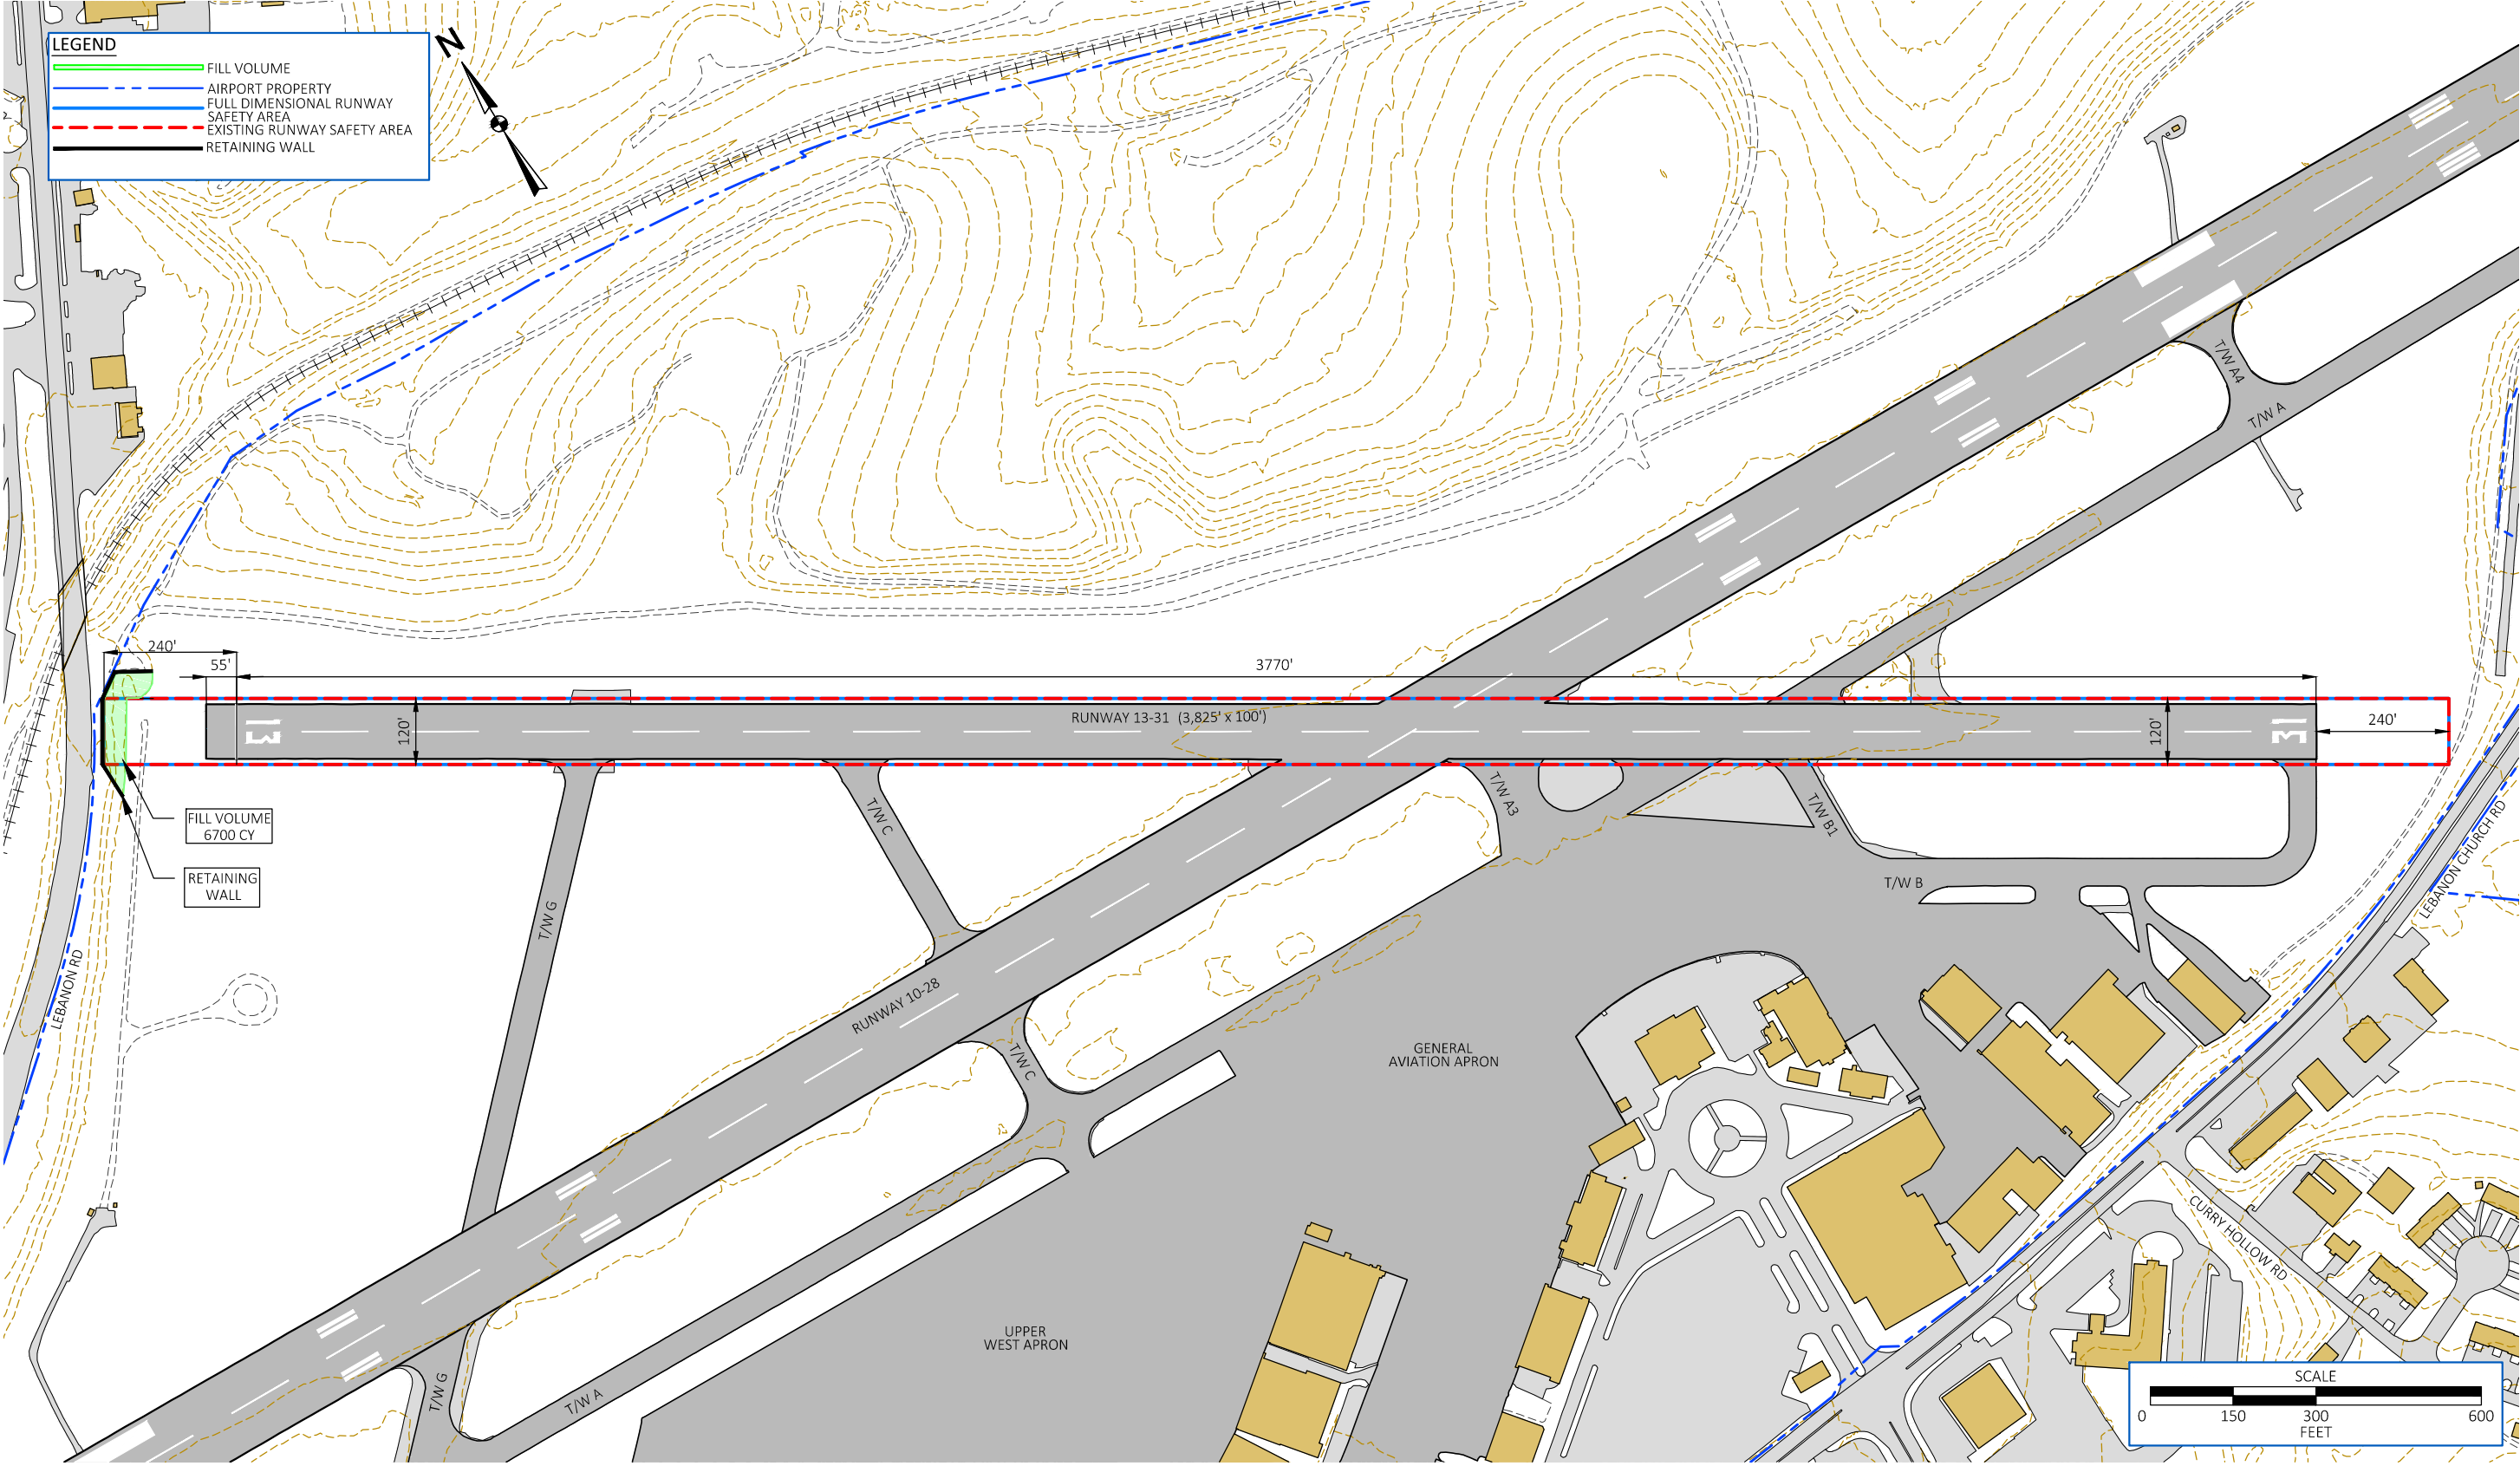 LEGEND
FILL VOLUME
AIRPORT PROPERTY
FULL DIMENSIONAL RUNWAY
SAFETY AREA
EXISTING RUNWAY SAFETY AREA
RETAINING WALL
N
T/W A4
T/W A
240'
55'
3770'
13
120'
RUNWAY 13-31 (3,825' x 100')
120'
31
240'
FILL VOLUME
6700 CY
RETAINING
WALL
T/W C
T/W A3
T/W B1
T/W B
LEBANON CHURCH RD
T/W G
LEBANON RD
RUNWAY 10-28
T/W C
GENERAL
AVIATION APRON
CURRY HOLLOW RD
UPPER
WEST APRON
T/W G
T/W A
SCALE
0 150 300 600
FEET